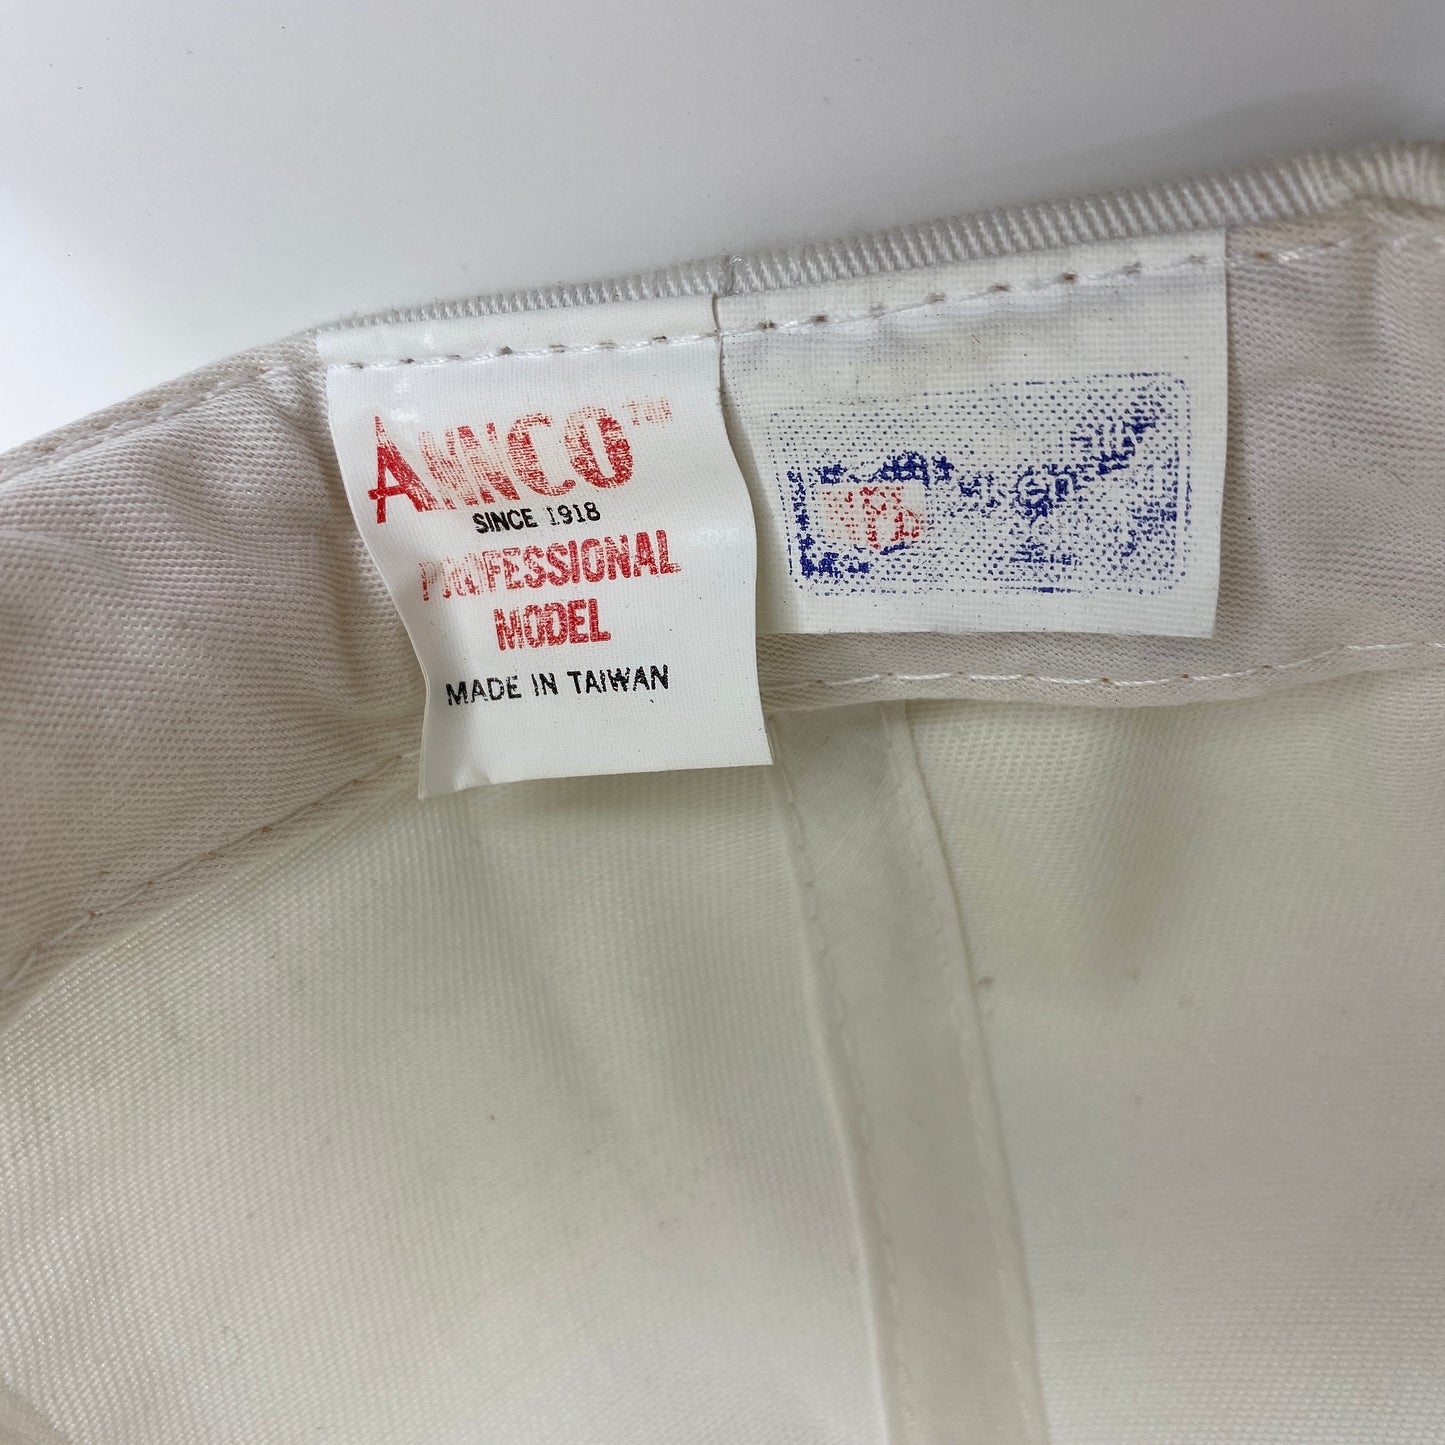 ANNCO™
SINCE 1918
PROFESSIONAL
MODEL
MADE IN TAIWAN